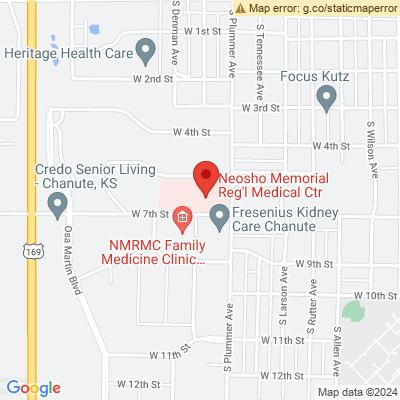 Map error: g.co/staticmaperror
W 1st St
S Denman Ave
S Plummer Ave
S Tennessee Ave
Heritage Health Care
W 2nd St
Focus Kutz
W 3rd St
W 4th St
W 4th St
S Wilson Ave
Credo Senior Living
- Chanute, KS
Neosho Memorial
Reg'l Medical Ctr
W 7th St
Fresenius Kidney
Care Chanute
NMRMC Family
Medicine Clinic...
169
Osa Martin Blvd
W 9th St
W 10th St
S Larson Ave
S Rutter Ave
S Allen Ave
S Plummer Ave
W 11th St
W 12th St
W 12th St
Google
Map data ©2024